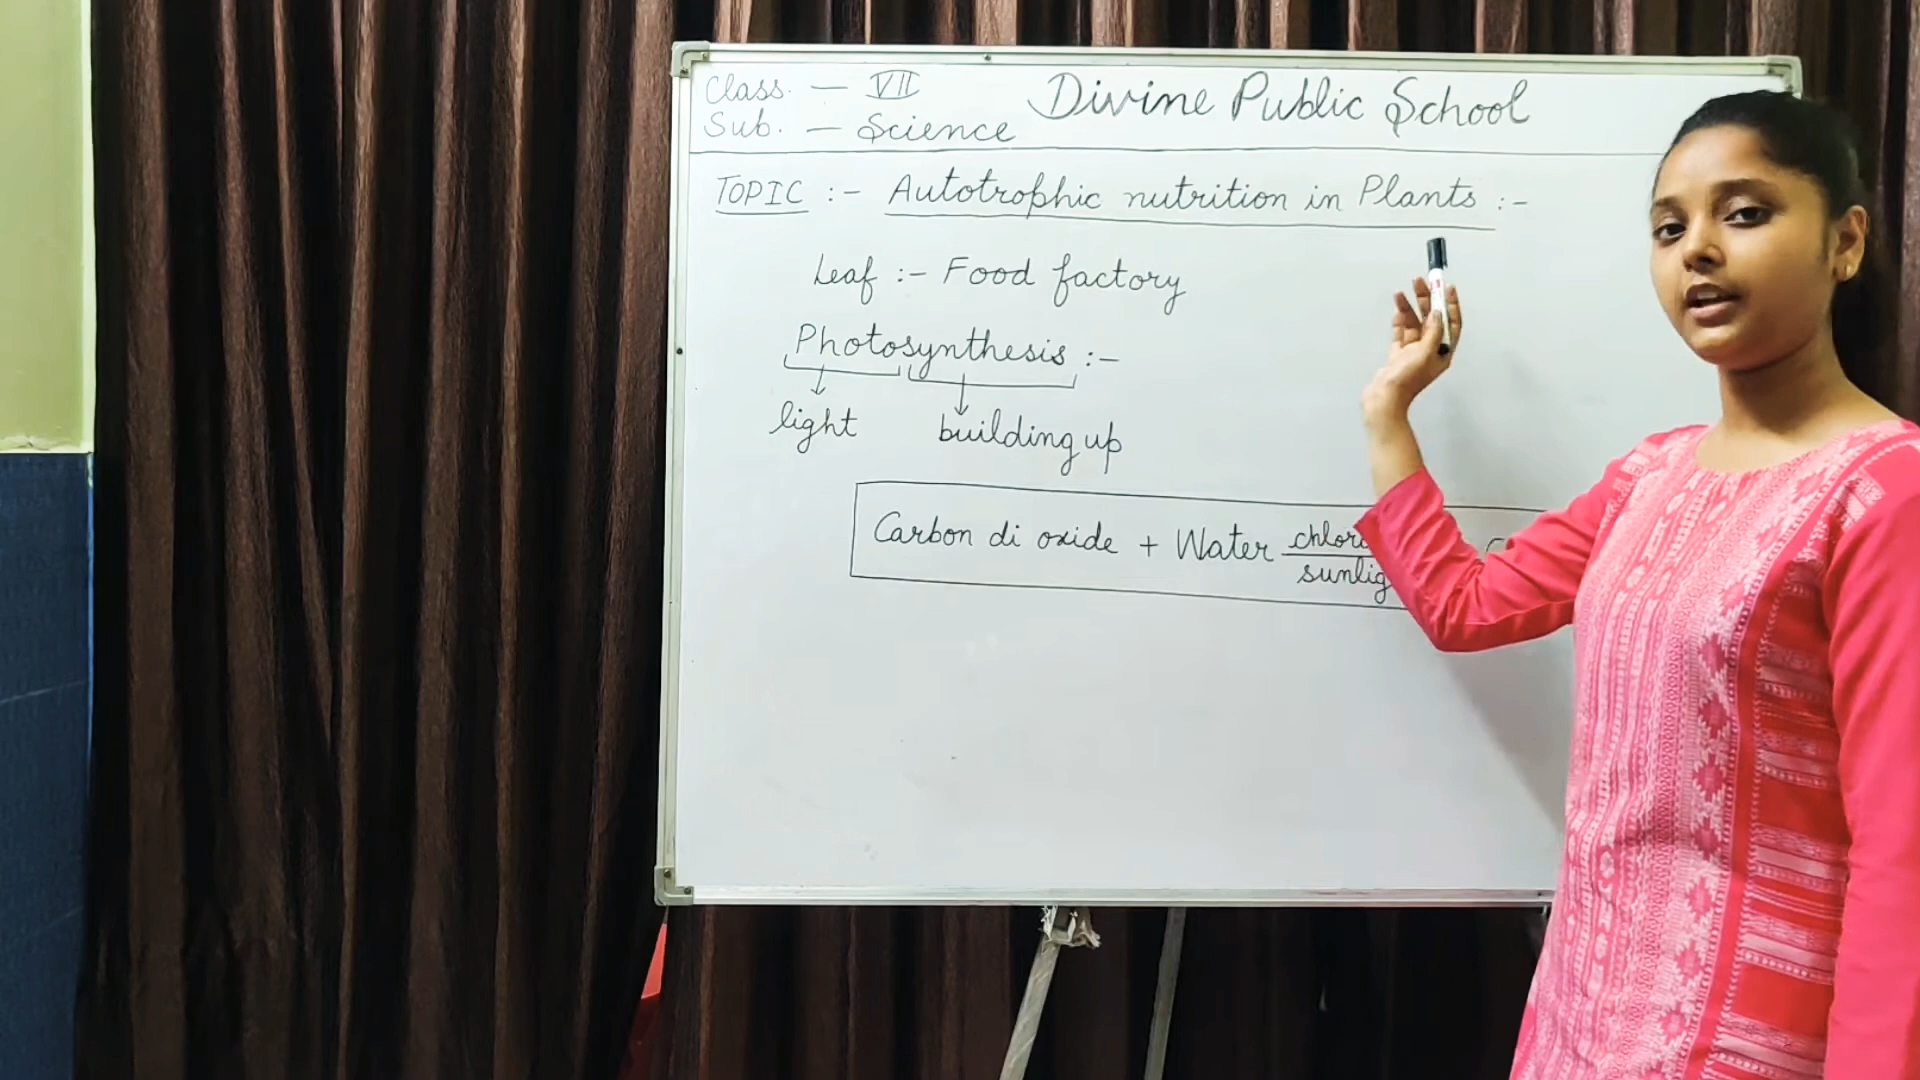 Class. — VII
Divine Public School
Sub. — Science
TOPIC :- Autotrophic nutrition in Plants :-
Leaf :- Food factory
Photosynthesis :-
light building up
Carbon di oxide + Water